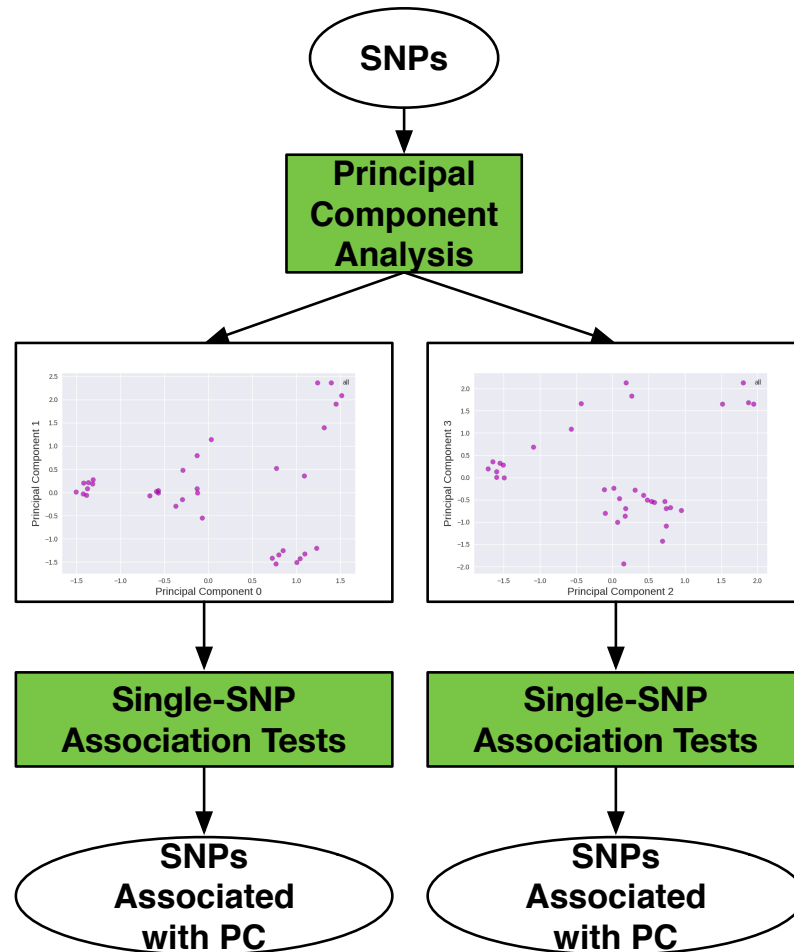 SNPs
Principal
Component
Analysis
2.5
2.0
1.5
1.0
0.5
0.0
−0.5
−1.0
−1.5
Principal Component 1
all
−1.5 −1.0 −0.5 0.0 0.5 1.0 1.5
Principal Component 0
2.0
1.5
1.0
0.5
0.0
−0.5
−1.0
−1.5
−2.0
Principal Component 3
all
−1.5 −1.0 −0.5 0.0 0.5 1.0 1.5 2.0
Principal Component 2
Single-SNP
Association Tests
Single-SNP
Association Tests
SNPs
Associated
with PC
SNPs
Associated
with PC